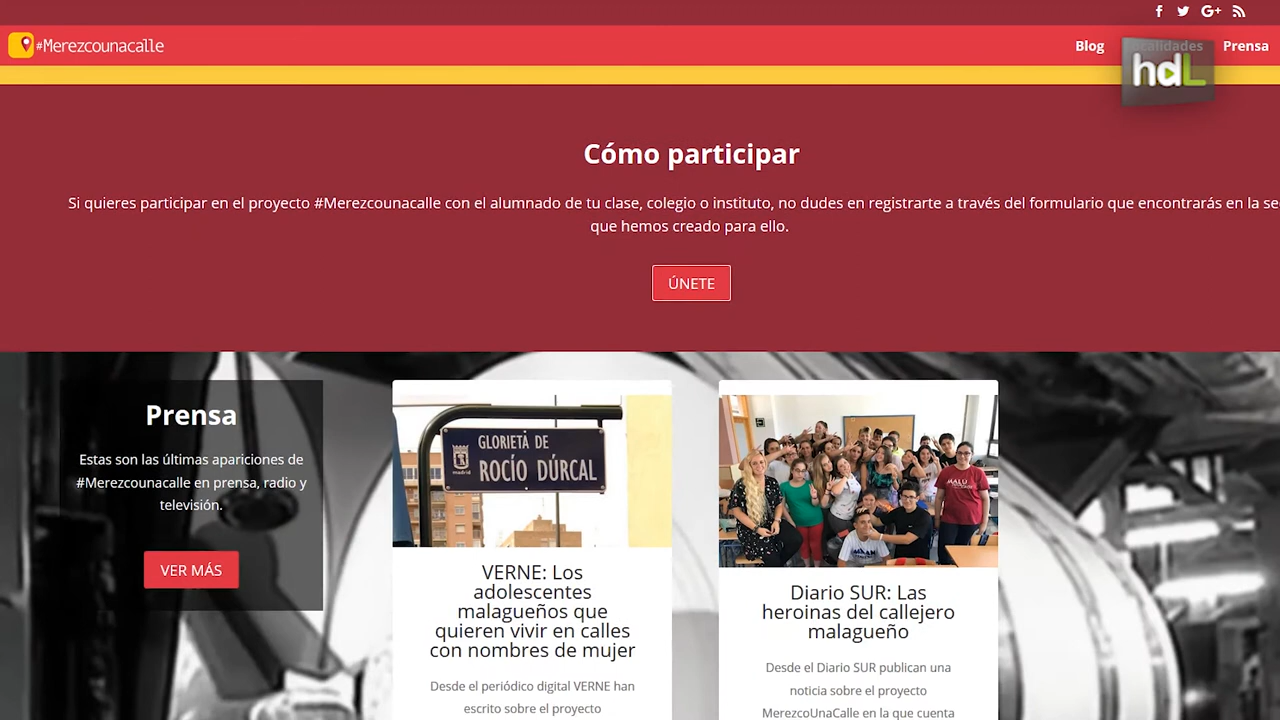 #Merezcounacalle
Blog
Prensa
hdL
Cómo participar
Si quieres participar en el proyecto #Merezcounacalle con el alumnado de tu clase, colegio o instituto, no dudes en registrarte a través del formulario que encontrarás en la
que hemos creado para ello.
ÚNETE
Prensa
Estas son las últimas apariciones de
#Merezcounacalle en prensa, radio y
televisión.
VER MÁS
GLORIETA DE
ROCÍO DÚRCAL
madrid
VERNE: Los
adolescentes
malagueños que
quieren vivir en calles
con nombres de mujer
Desde el periódico digital VERNE han
escrito sobre el proyecto
MALÚ
Diario SUR: Las
heroinas del callejero
malagueño
Desde el Diario SUR publican una
noticia sobre el proyecto
MerezcoUnaCalle en la que cuenta